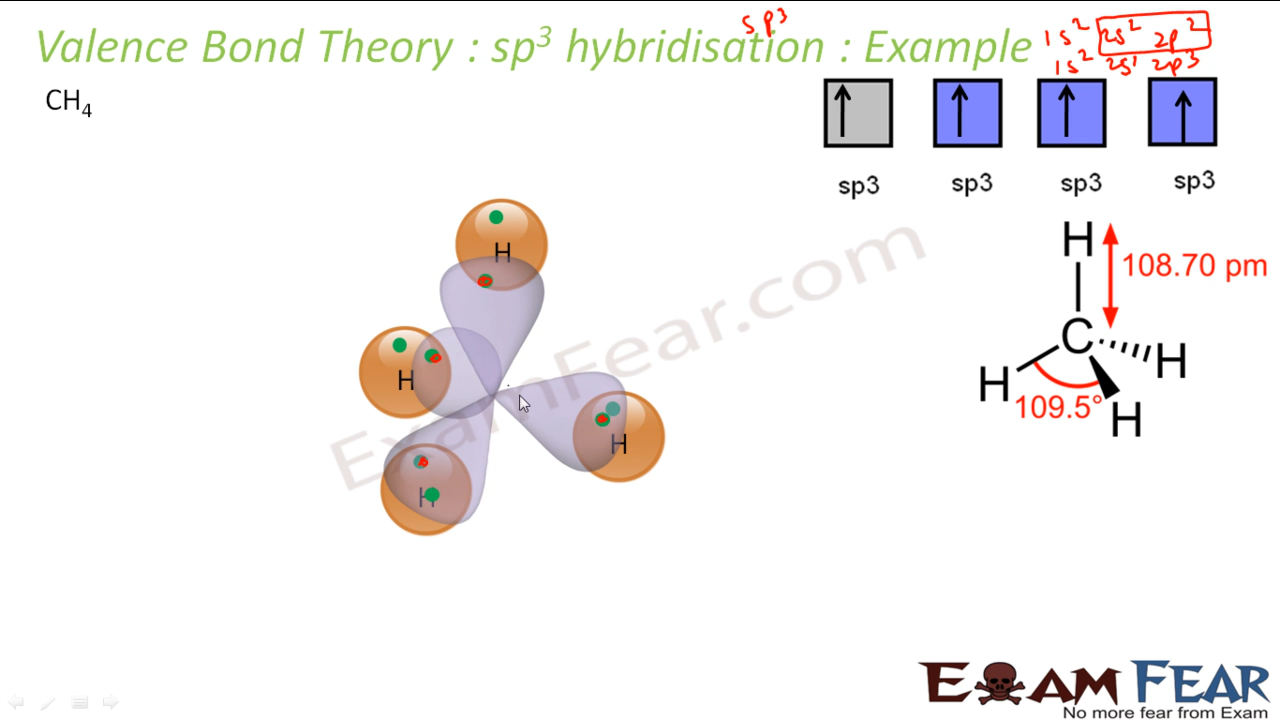 Valence Bond Theory : sp³ hybridisation : Example
sp³
1s² 2s² 2p²
1s² 2s¹ 2p³
CH₄
sp3 sp3 sp3 sp3
H
108.70 pm
C
H
H
109.5°
H
H
H
H
H
ExamFear.com
EXAM FEAR
No more fear from Exam